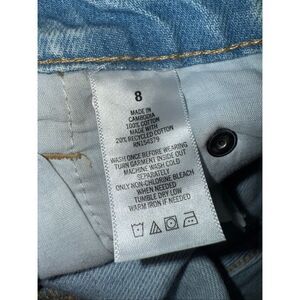 8
MADE IN
CAMBODIA
100% COTTON
MADE WITH
20% RECYCLED COTTON
RN154379
WASH ONCE BEFORE WEARING
TURN GARMENT INSIDE OUT
MACHINE WASH COLD
SEPARATELY
ONLY NON-CHLORINE BLEACH
WHEN NEEDED
TUMBLE DRY LOW
WARM IRON IF NEEDED